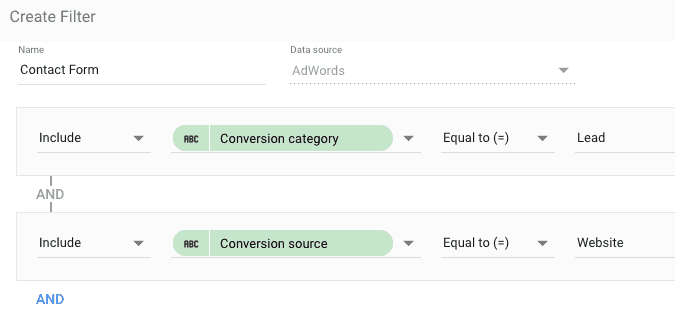 Create Filter
Name
Data source
Contact Form
AdWords
Include ABC Conversion category Equal to (=) Lead
AND
Include ABC Conversion source Equal to (=) Website
AND